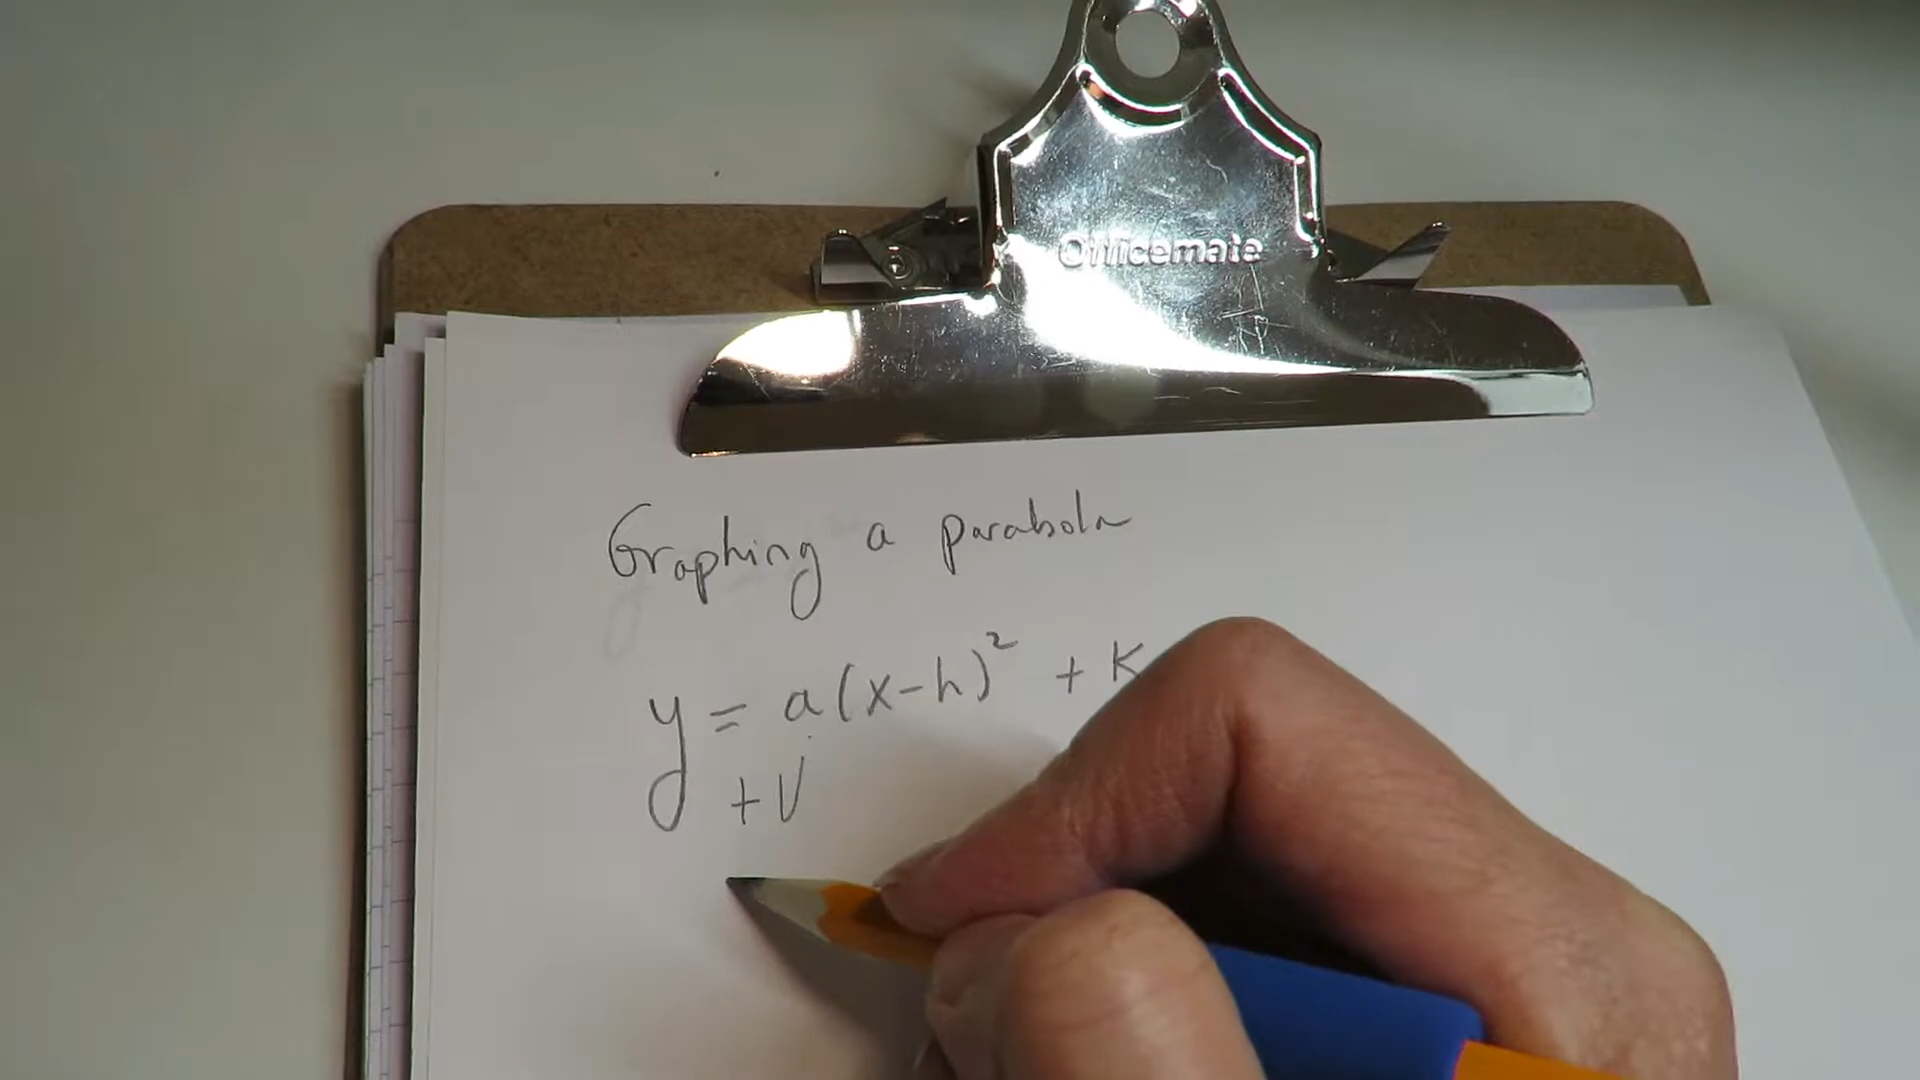 Officemate
Graphing a parabola
y = a(x-h)² + k
+ U